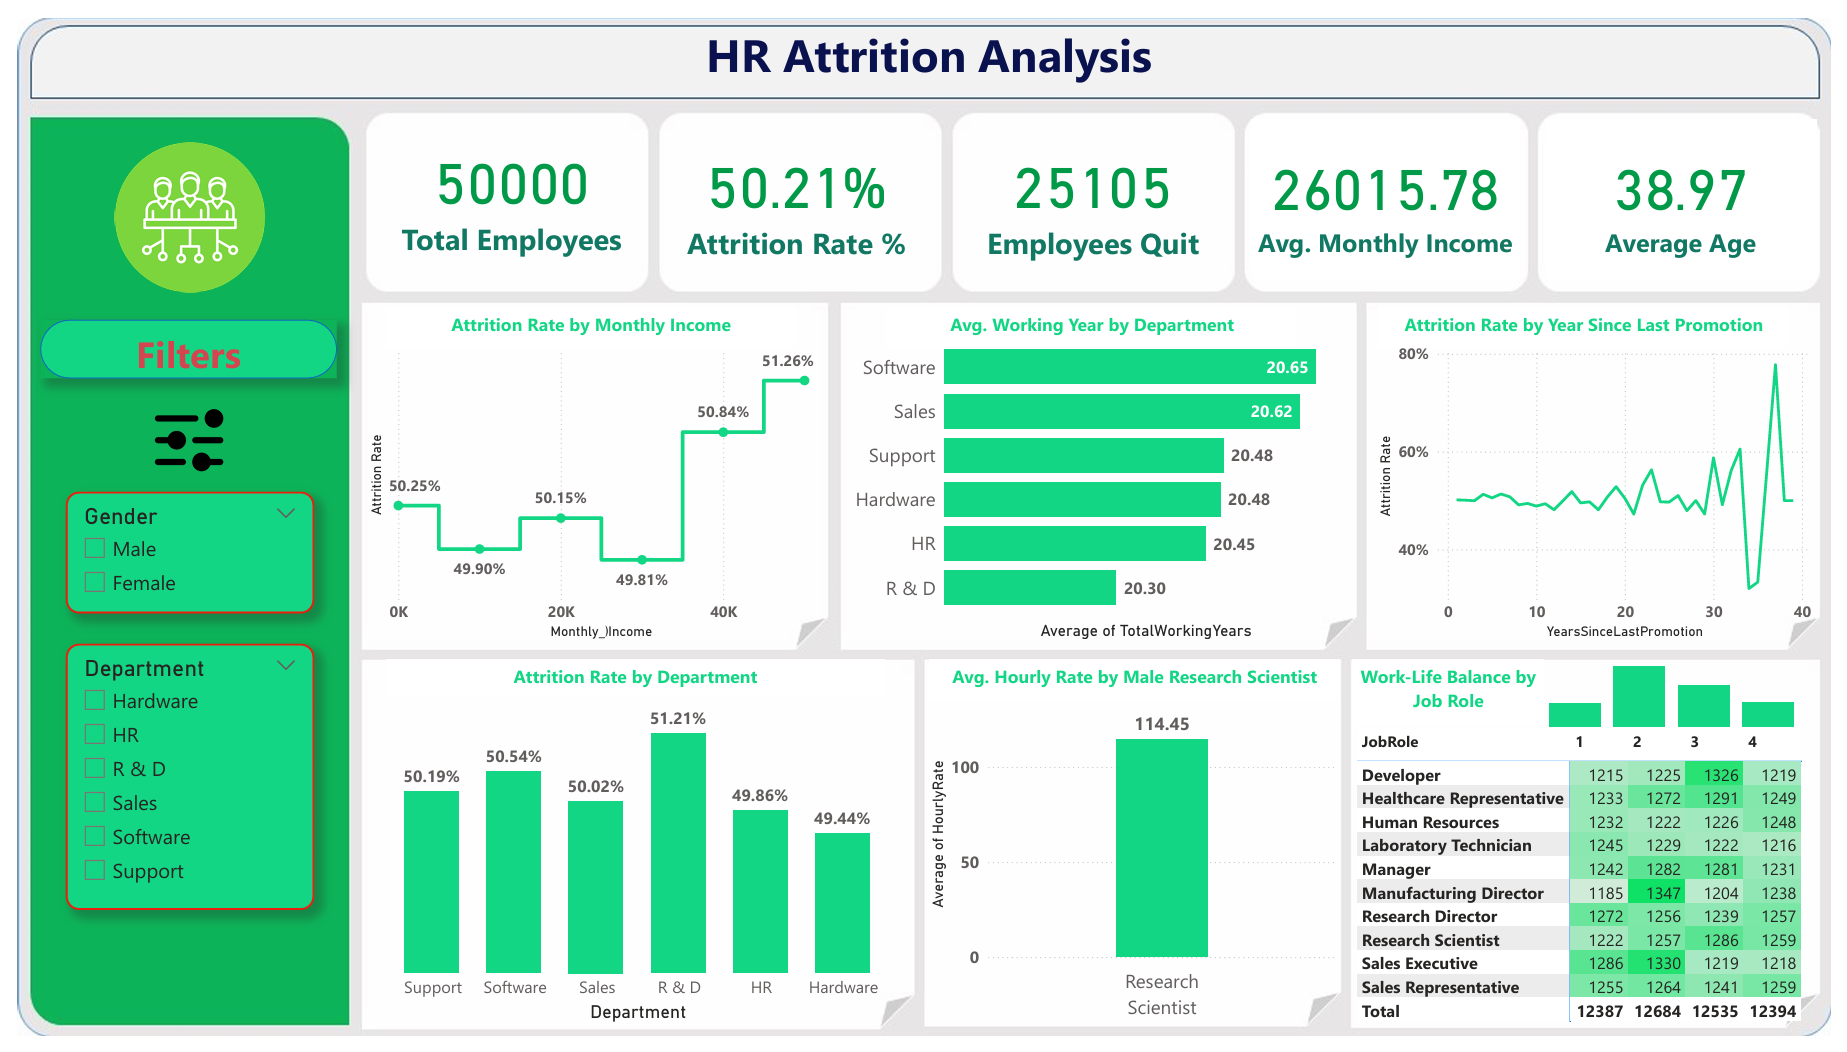 HR Attrition Analysis
50000
Total Employees
50.21%
Attrition Rate %
25105
Employees Quit
26015.78
Avg. Monthly Income
38.97
Average Age
Filters
Gender
Male
Female
Department
Hardware
HR
R & D
Sales
Software
Support
Attrition Rate by Monthly Income
Attrition Rate
50.25%
49.90%
50.15%
49.81%
50.84%
51.26%
0K 20K 40K
Monthly_)Income
Avg. Working Year by Department
Software 20.65
Sales 20.62
Support 20.48
Hardware 20.48
HR 20.45
R & D 20.30
Average of TotalWorkingYears
Attrition Rate by Year Since Last Promotion
Attrition Rate
80%
60%
40%
0 10 20 30 40
YearsSinceLastPromotion
Attrition Rate by Department
50.19% 50.54% 50.02% 51.21% 49.86% 49.44%
Support Software Sales R & D HR Hardware
Department
Avg. Hourly Rate by Male Research Scientist
Average of HourlyRate
114.45
100
50
0
Research
Scientist
Work-Life Balance by
Job Role
JobRole 1 2 3 4
Developer 1215 1225 1326 1219
Healthcare Representative 1233 1272 1291 1249
Human Resources 1232 1222 1226 1248
Laboratory Technician 1245 1229 1222 1216
Manager 1242 1282 1281 1231
Manufacturing Director 1185 1347 1204 1238
Research Director 1272 1256 1239 1257
Research Scientist 1222 1257 1286 1259
Sales Executive 1286 1330 1219 1218
Sales Representative 1255 1264 1241 1259
Total 12387 12684 12535 12394